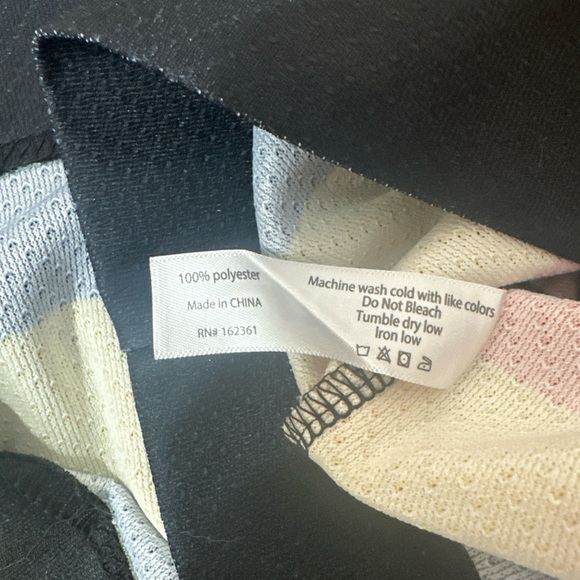 100% polyester
Made in CHINA
RN# 162361
Machine wash cold with like colors
Do Not Bleach
Tumble dry low
Iron low